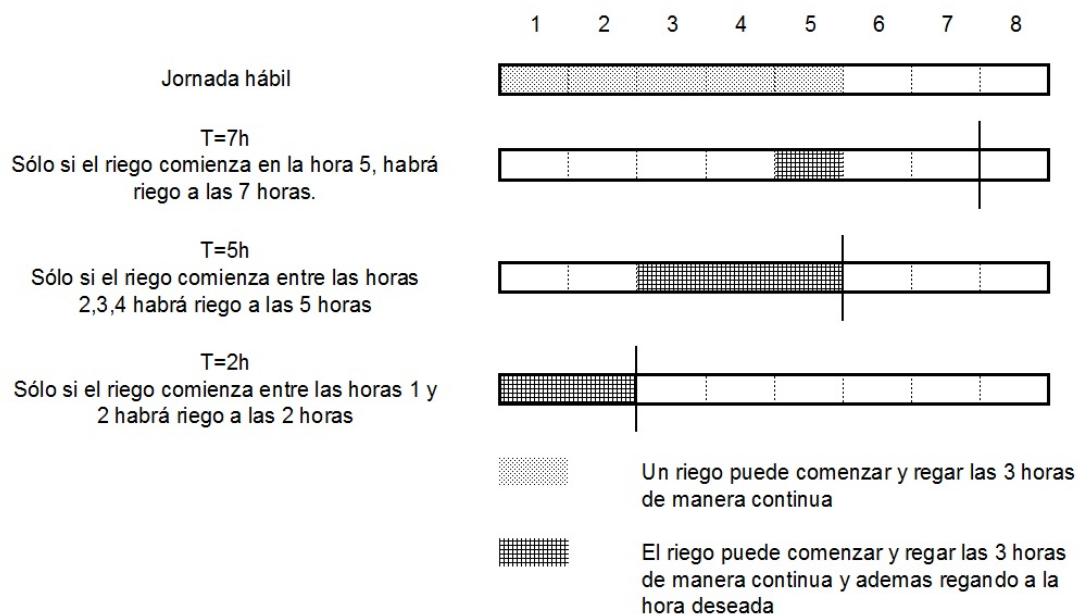 1 2 3 4 5 6 7 8
Jornada hábil
T=7h
Sólo si el riego comienza en la hora 5, habrá
riego a las 7 horas.
T=5h
Sólo si el riego comienza entre las horas
2,3,4 habrá riego a las 5 horas
T=2h
Sólo si el riego comienza entre las horas 1 y
2 habrá riego a las 2 horas
Un riego puede comenzar y regar las 3 horas
de manera continua
El riego puede comenzar y regar las 3 horas
de manera continua y ademas regando a la
hora deseada